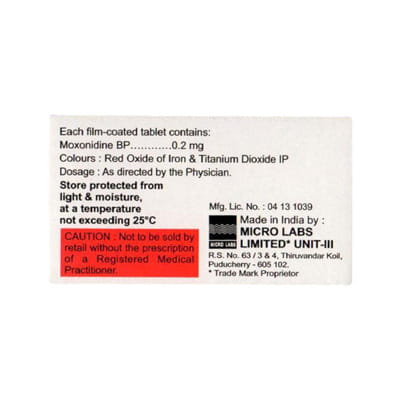 Each film-coated tablet contains:
Moxonidine BP............0.2 mg
Colours : Red Oxide of Iron & Titanium Dioxide IP
Dosage : As directed by the Physician.
Store protected from
light & moisture,
at a temperature
not exceeding 25°C
CAUTION : Not to be sold by
retail without the prescription
of a Registered Medical
Practitioner.
Mfg. Lic. No. : 04 13 1039
MICRO LABS
Made in India by :
MICRO LABS
LIMITED* UNIT-III
R.S. No. 63 / 3 & 4, Thiruvandar Koil,
Puducherry - 605 102.
* Trade Mark Proprietor